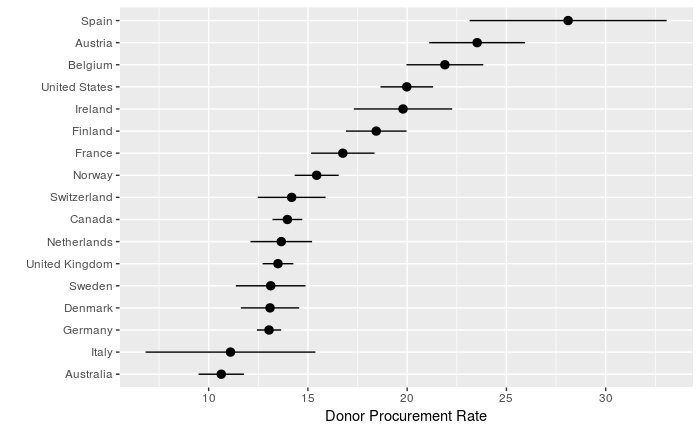 Spain
Austria
Belgium
United States
Ireland
Finland
France
Norway
Switzerland
Canada
Netherlands
United Kingdom
Sweden
Denmark
Germany
Italy
Australia
10 15 20 25 30
Donor Procurement Rate